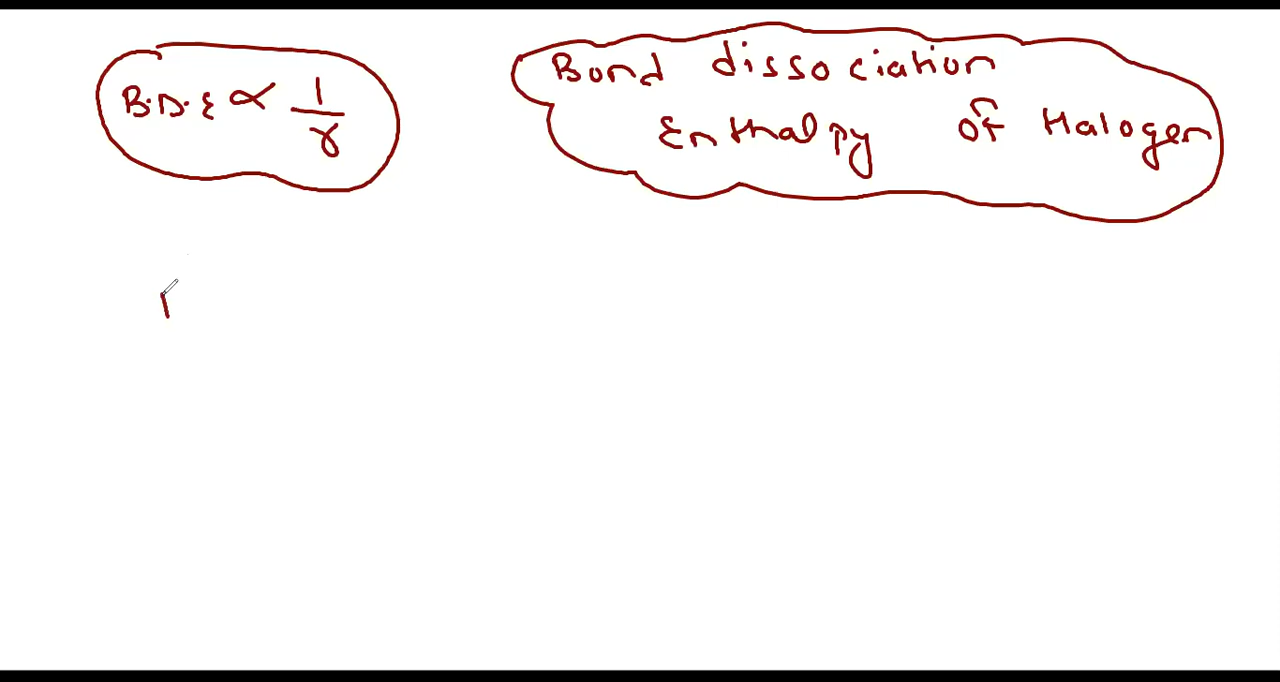 B.D.E ∝ 1/r
Bond dissociation
Enthalpy of Halogen